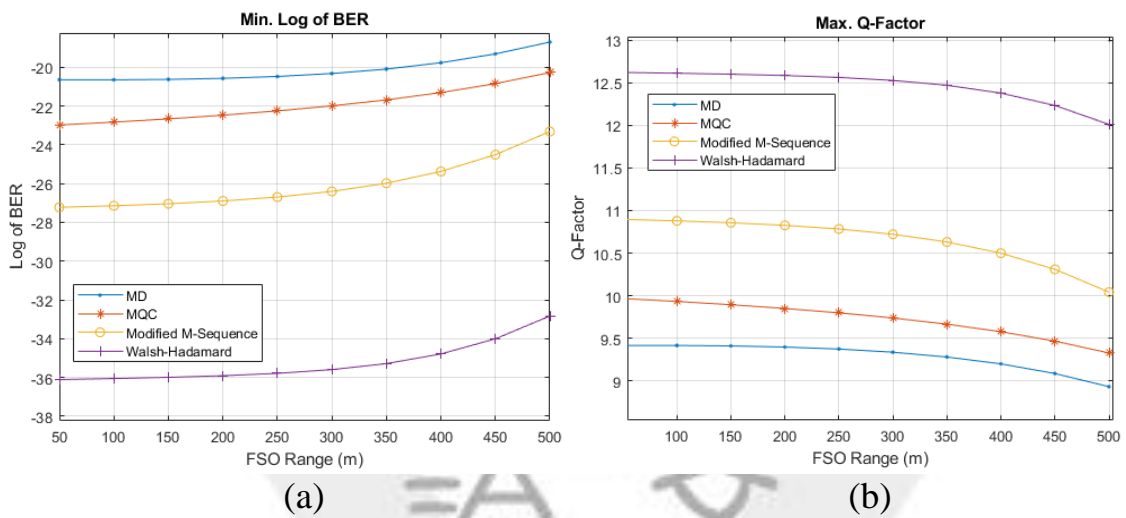 Min. Log of BER
Log of BER
-20
-22
-24
-26
-28
-30
-32
-34
-36
-38
MD
MQC
Modified M-Sequence
Walsh-Hadamard
50 100 150 200 250 300 350 400 450 500
FSO Range (m)
(a)
Max. Q-Factor
Q-Factor
13
12.5
12
11.5
11
10.5
10
9.5
9
MD
MQC
Modified M-Sequence
Walsh-Hadamard
100 150 200 250 300 350 400 450 500
FSO Range (m)
(b)